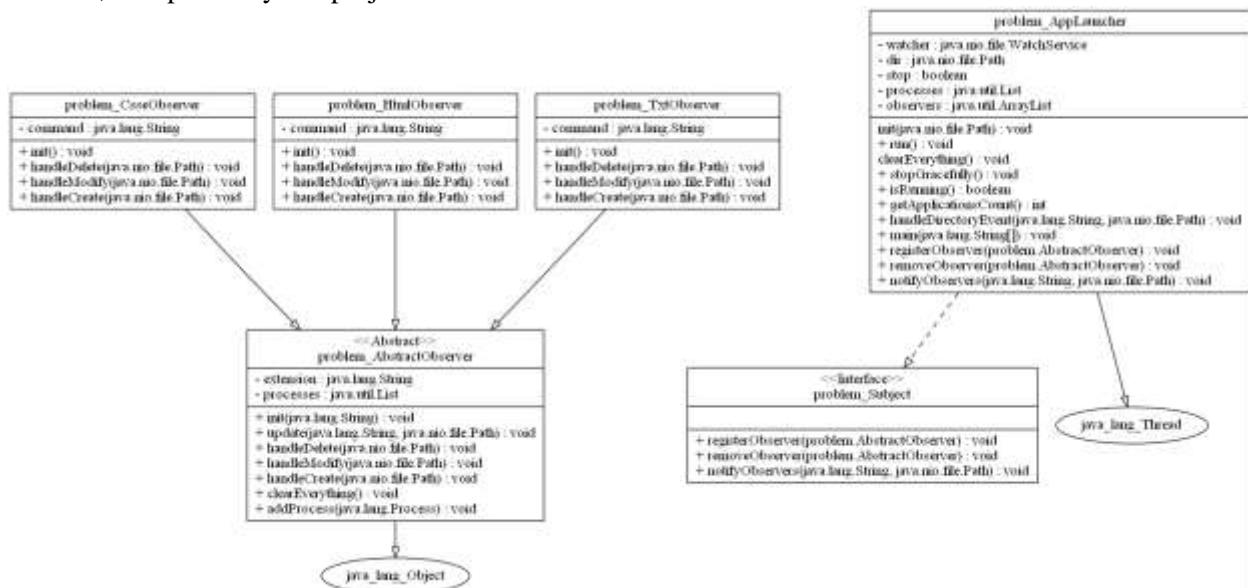 problem_CsseObserver
- command : java.lang.String
+ init() : void
+ handleDelete(java.nio.file.Path) : void
+ handleModify(java.nio.file.Path) : void
+ handleCreate(java.nio.file.Path) : void
problem_HtmlObserver
- command : java.lang.String
+ init() : void
+ handleDelete(java.nio.file.Path) : void
+ handleModify(java.nio.file.Path) : void
+ handleCreate(java.nio.file.Path) : void
problem_TxtObserver
- command : java.lang.String
+ init() : void
+ handleDelete(java.nio.file.Path) : void
+ handleModify(java.nio.file.Path) : void
+ handleCreate(java.nio.file.Path) : void
problem_AppLauncher
- watcher : java.nio.file.WatchService
- dir : java.nio.file.Path
- stop : boolean
- processes : java.util.List
- observers : java.util.ArrayList
init(java.nio.file.Path) : void
+ run() : void
clearEverything() : void
+ stopGracefully() : void
+ isRunning() : boolean
+ getApplicationsCount() : int
+ handleDirectoryEvent(java.lang.String, java.nio.file.Path) : void
+ main(java.lang.String[]) : void
+ registerObserver(problem.AbstractObserver) : void
+ removeObserver(problem.AbstractObserver) : void
+ notifyObservers(java.lang.String, java.nio.file.Path) : void
<<Abstract>>
problem_AbstractObserver
- extension : java.lang.String
- processes : java.util.List
+ init(java.lang.String) : void
+ update(java.lang.String, java.nio.file.Path) : void
+ handleDelete(java.nio.file.Path) : void
+ handleModify(java.nio.file.Path) : void
+ handleCreate(java.nio.file.Path) : void
+ clearEverything() : void
+ addProcess(java.lang.Process) : void
<<Interface>>
problem_Subject
+ registerObserver(problem.AbstractObserver) : void
+ removeObserver(problem.AbstractObserver) : void
+ notifyObservers(java.lang.String, java.nio.file.Path) : void
java_lang_Thread
java_lang_Object